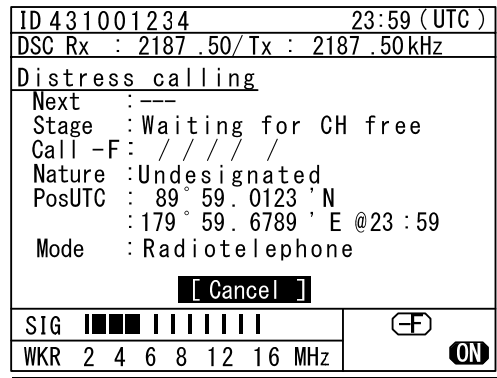 ID 431001234 23:59 (UTC)
DSC Rx : 2187.50/Tx : 2187.50kHz
Distress calling
Next :---
Stage :Waiting for CH free
Call -F: / / / / /
Nature :Undesignated
PosUTC : 89°59.0123'N
:179°59.6789'E @23:59
Mode :Radiotelephone
[ Cancel ]
SIG
F
WKR 2 4 6 8 12 16 MHz
ON